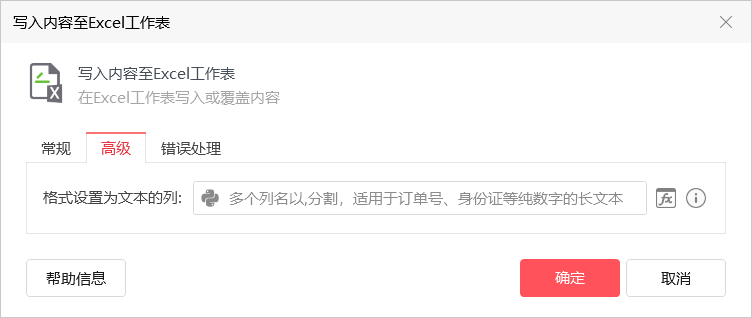 写入内容至Excel工作表
写入内容至Excel工作表
在Excel工作表写入或覆盖内容
常规 高级 错误处理
格式设置为文本的列: 多个列名以,分割，适用于订单号、身份证等纯数字的长文本 fx
帮助信息 确定 取消